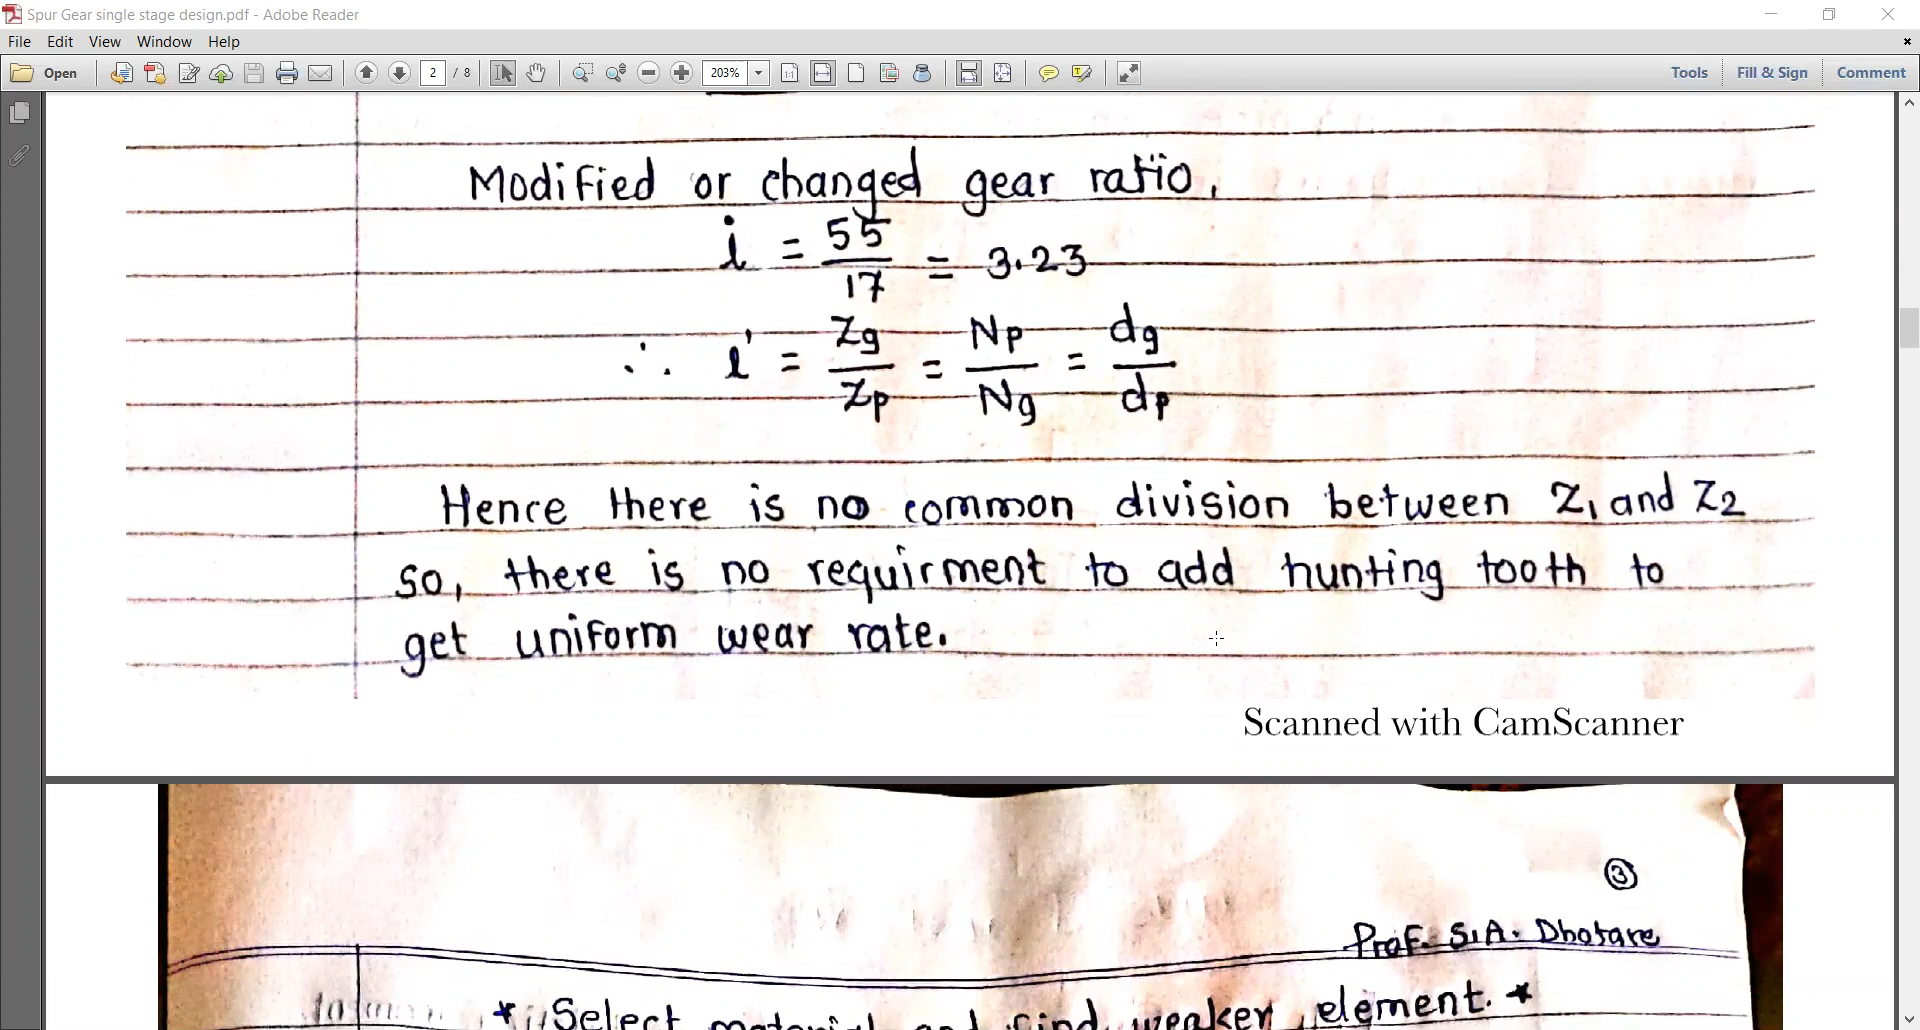 Spur Gear single stage design.pdf - Adobe Reader
File Edit View Window Help
Open 2 / 8 203% Tools Fill & Sign Comment
Modified or changed gear ratio,
i = 55/17 = 3.23
∴ i' = Zg/Zp = Np/Ng = dg/dp
Hence there is no common division between Z1 and Z2
so, there is no requirment to add hunting tooth to
get uniform wear rate.
Scanned with CamScanner
3
Prof. S.A. Dhotare
* Select material and find weaker element. *